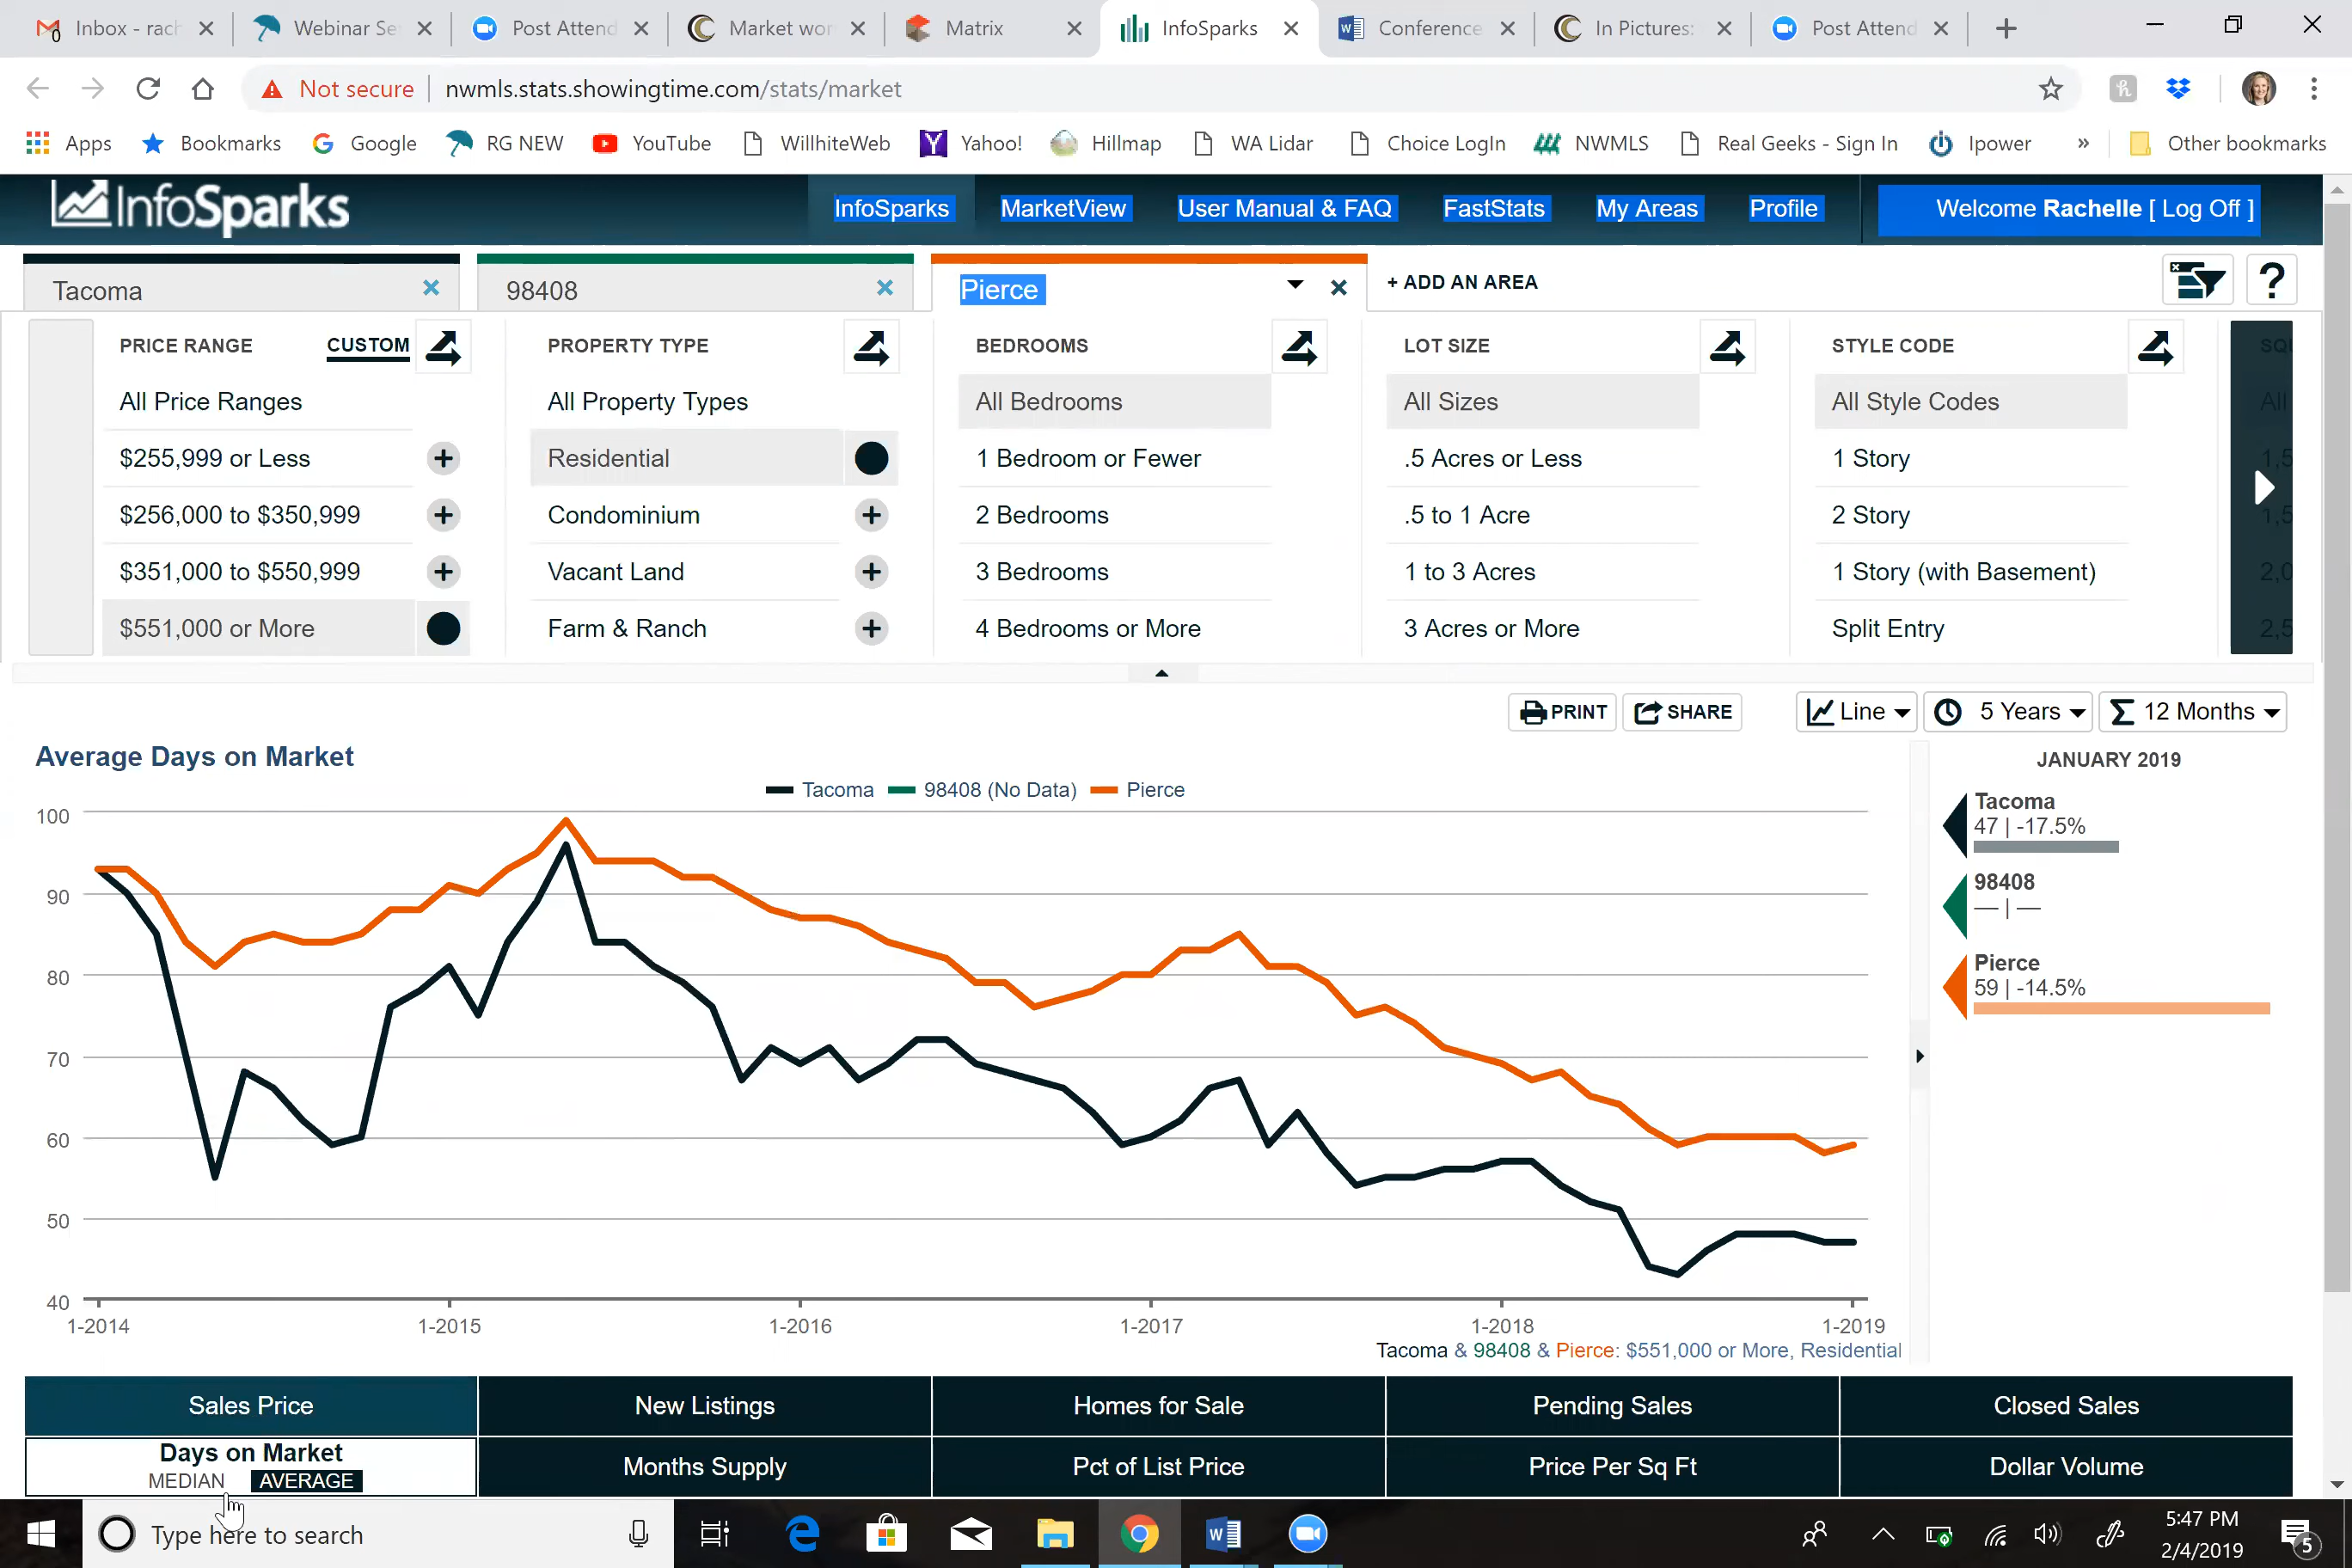 Inbox - rach
Webinar Se
Post Attend
Market wor
Matrix
InfoSparks
Conference
In Pictures:
Post Attend
Not secure
nwmls.stats.showingtime.com/stats/market
Apps
Bookmarks
Google
RG NEW
YouTube
WillhiteWeb
Yahoo!
Hillmap
WA Lidar
Choice LogIn
NWMLS
Real Geeks - Sign In
Ipower
»
Other bookmarks
InfoSparks
InfoSparks
MarketView
User Manual & FAQ
FastStats
My Areas
Profile
Welcome Rachelle [ Log Off ]
Tacoma
98408
Pierce
+ ADD AN AREA
?
PRICE RANGE
CUSTOM
PROPERTY TYPE
BEDROOMS
LOT SIZE
STYLE CODE
SQU
All Price Ranges
All Property Types
All Bedrooms
All Sizes
All Style Codes
All
$255,999 or Less
Residential
1 Bedroom or Fewer
.5 Acres or Less
1 Story
1,5
$256,000 to $350,999
Condominium
2 Bedrooms
.5 to 1 Acre
2 Story
1,5
$351,000 to $550,999
Vacant Land
3 Bedrooms
1 to 3 Acres
1 Story (with Basement)
2,0
$551,000 or More
Farm & Ranch
4 Bedrooms or More
3 Acres or More
Split Entry
2,5
PRINT
SHARE
Line
5 Years
Σ 12 Months
Average Days on Market
Tacoma
98408 (No Data)
Pierce
100
90
80
70
60
50
40
1-2014
1-2015
1-2016
1-2017
1-2018
1-2019
Tacoma & 98408 & Pierce: $551,000 or More, Residential
JANUARY 2019
Tacoma
47 | -17.5%
98408
— | —
Pierce
59 | -14.5%
Sales Price
New Listings
Homes for Sale
Pending Sales
Closed Sales
Days on Market
MEDIAN AVERAGE
Months Supply
Pct of List Price
Price Per Sq Ft
Dollar Volume
Type here to search
5:47 PM
2/4/2019
5